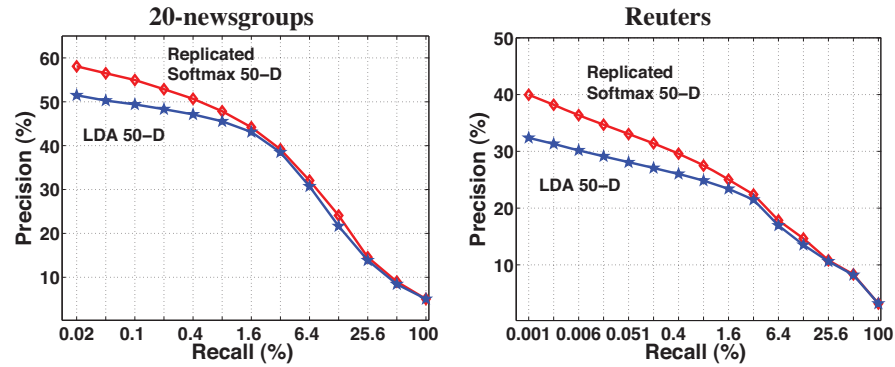 20-newsgroups
Precision (%)
60
50
40
30
20
10
Replicated
Softmax 50-D
LDA 50-D
0.02 0.1 0.4 1.6 6.4 25.6 100
Recall (%)
Reuters
Precision (%)
50
40
30
20
10
Replicated
Softmax 50-D
LDA 50-D
0.001 0.006 0.051 0.4 1.6 6.4 25.6 100
Recall (%)